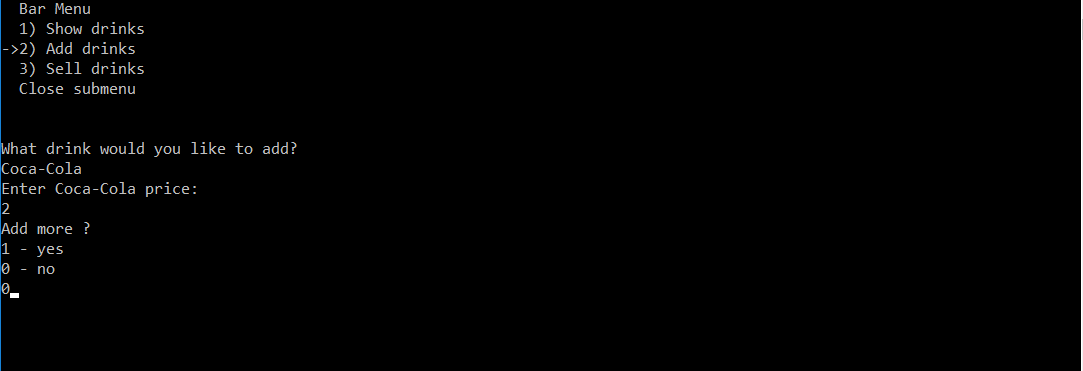 Bar Menu
1) Show drinks
->2) Add drinks
3) Sell drinks
Close submenu
What drink would you like to add?
Coca-Cola
Enter Coca-Cola price:
2
Add more ?
1 - yes
0 - no
0